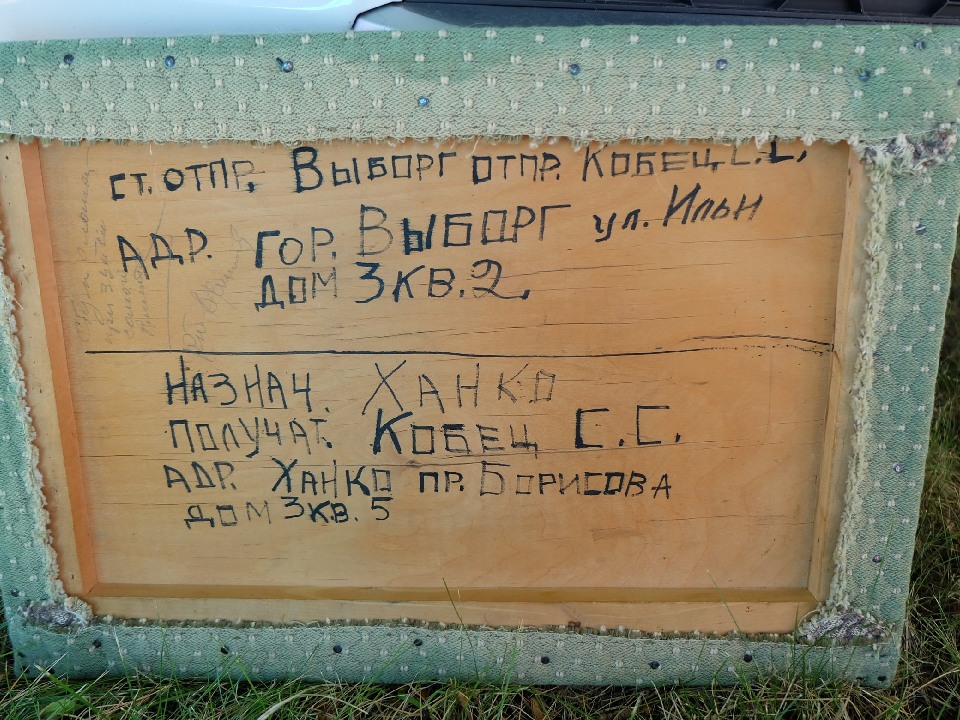 ст. ОТПР. ВЫБОРГ ОТПР. КОБЕЦ С.С.
АДР. ГОР. ВЫБОРГ ул. Ильи
ДОМ 3 КВ. 2.
НАЗНАЧ. ХАНКО
ПОЛУЧАТ. КОБЕЦ С.С.
АДР. ХАНКО ПР. БОРИСОВА
ДОМ 3 КВ. 5